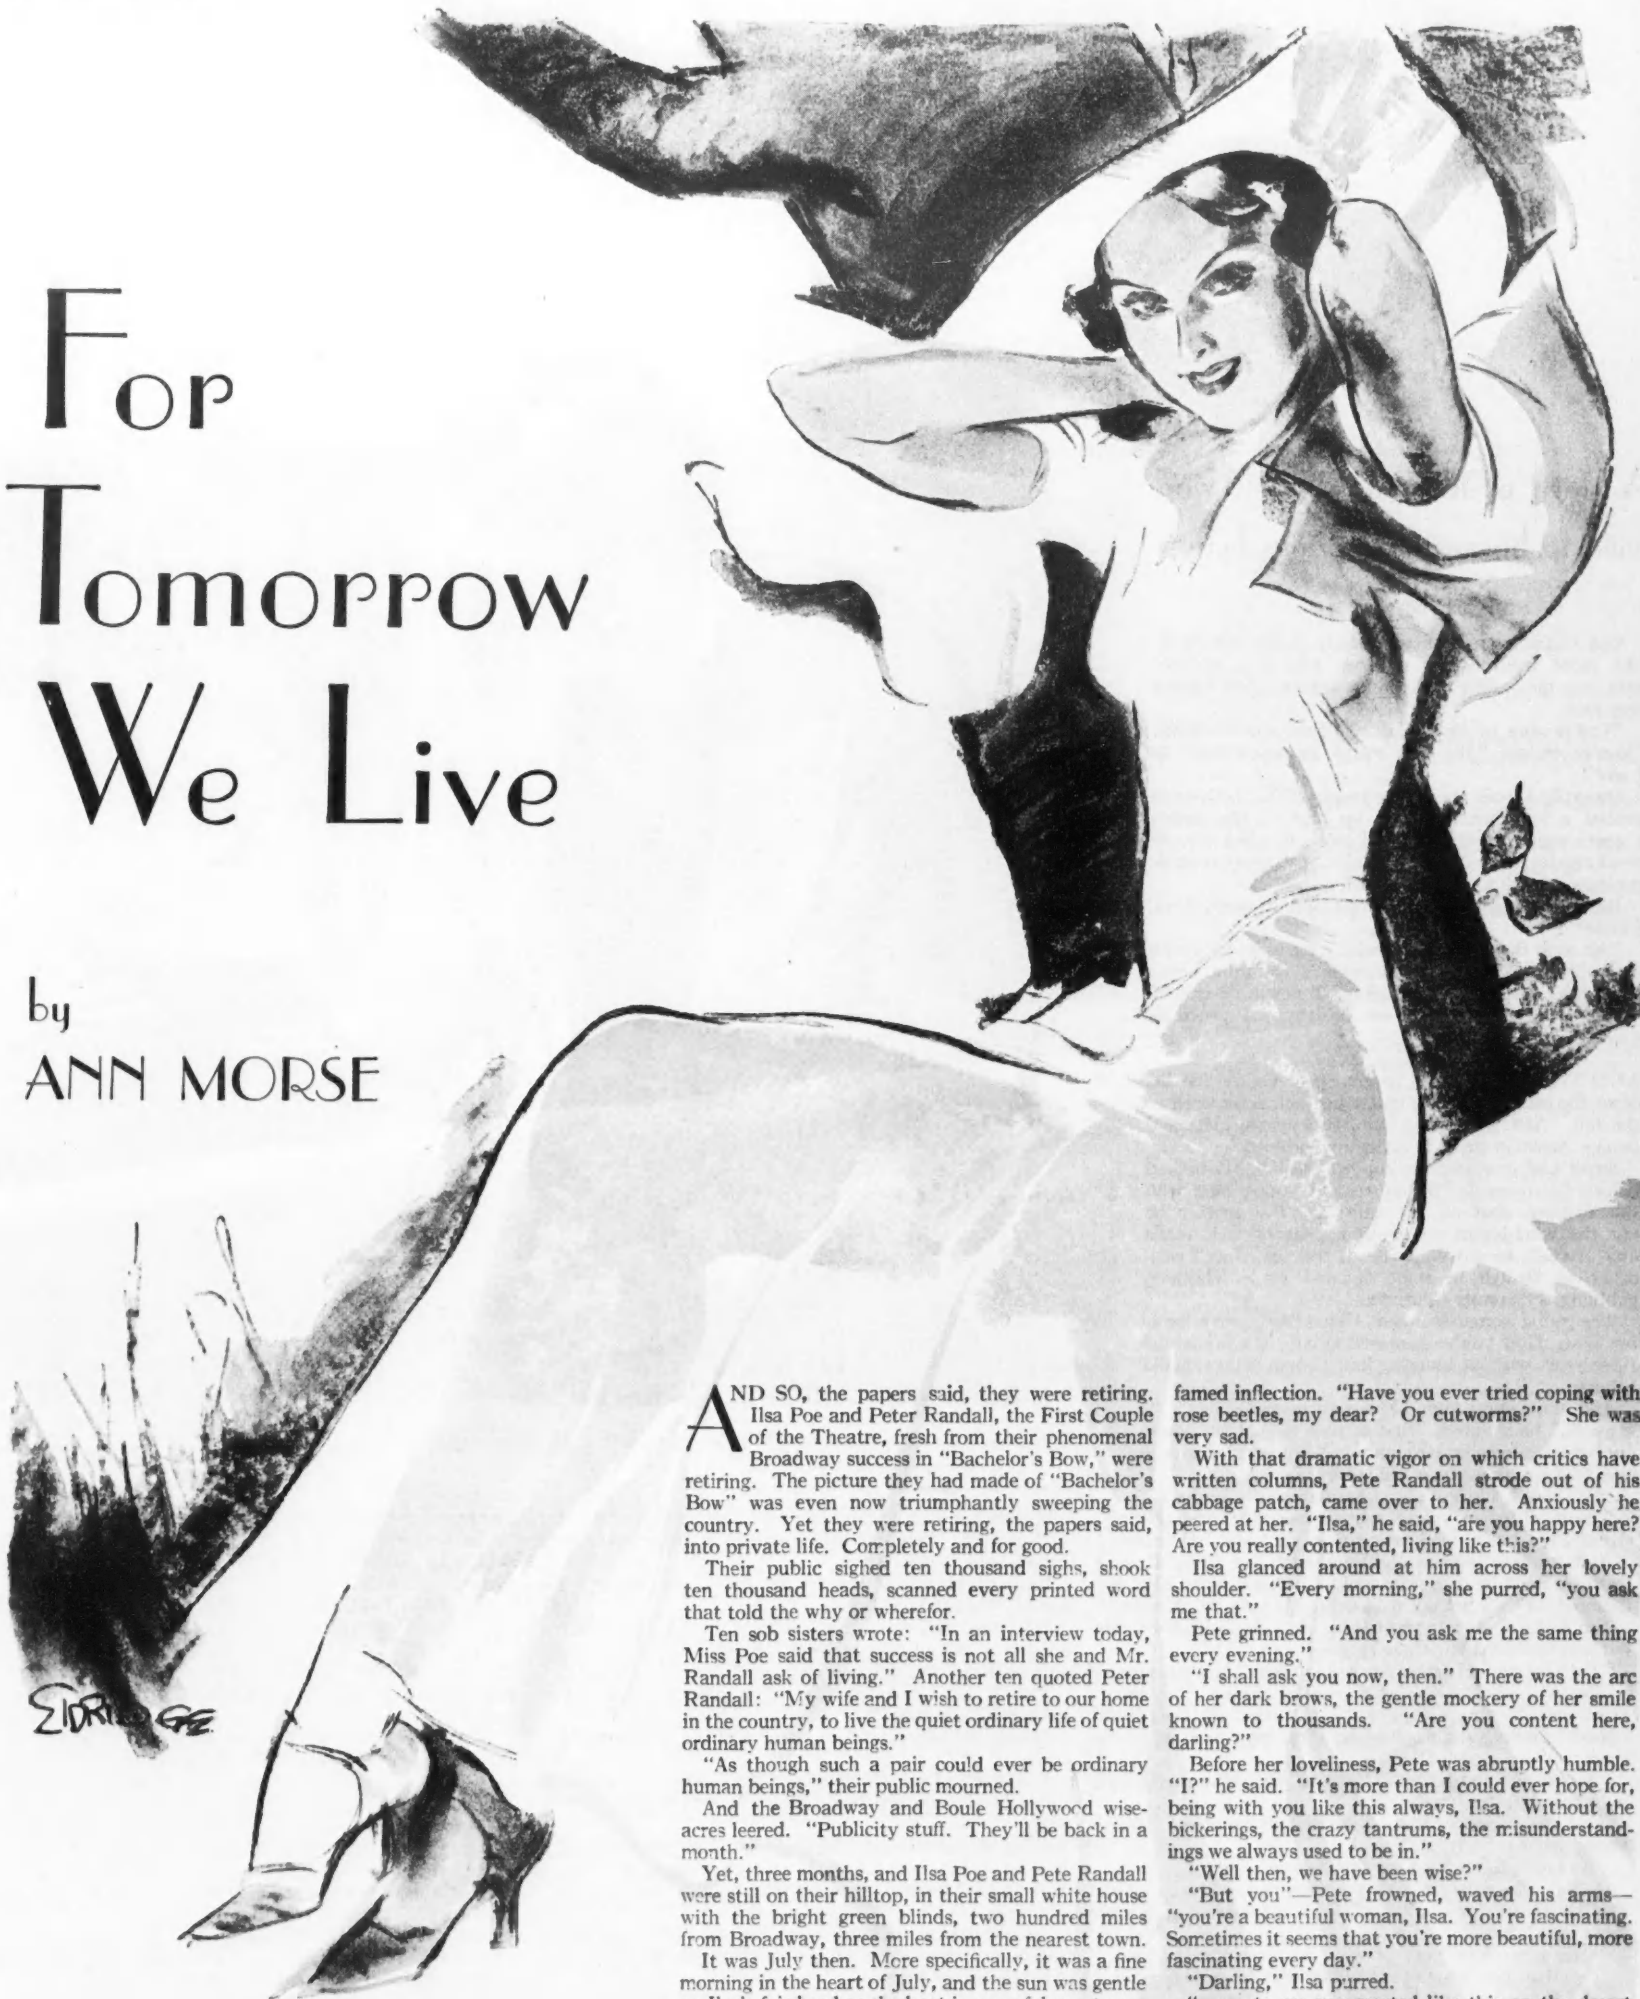 For
Tomorrow
We Live
by
ANN MORSE
ELDRIDGE
AND SO, the papers said, they were retiring.
Ilsa Poe and Peter Randall, the First Couple
of the Theatre, fresh from their phenomenal
Broadway success in "Bachelor's Bow," were
retiring. The picture they had made of "Bachelor's
Bow" was even now triumphantly sweeping the
country. Yet they were retiring, the papers said,
into private life. Completely and for good.
Their public sighed ten thousand sighs, shook
ten thousand heads, scanned every printed word
that told the why or wherefor.
Ten sob sisters wrote: "In an interview today,
Miss Poe said that success is not all she and Mr.
Randall ask of living." Another ten quoted Peter
Randall: "My wife and I wish to retire to our home
in the country, to live the quiet ordinary life of quiet
ordinary human beings."
"As though such a pair could ever be ordinary
human beings," their public mourned.
And the Broadway and Boule Hollywood wise-
acres leered. "Publicity stuff. They'll be back in a
month."
Yet, three months, and Ilsa Poe and Pete Randall
were still on their hilltop, in their small white house
with the bright green blinds, two hundred miles
from Broadway, three miles from the nearest town.
It was July then. More specifically, it was a fine
morning in the heart of July, and the sun was gentle
famed inflection. "Have you ever tried coping with
rose beetles, my dear? Or cutworms?" She was
very sad.
With that dramatic vigor on which critics have
written columns, Pete Randall strode out of his
cabbage patch, came over to her. Anxiously he
peered at her. "Ilsa," he said, "are you happy here?
Are you really contented, living like this?"
Ilsa glanced around at him across her lovely
shoulder. "Every morning," she purred, "you ask
me that."
Pete grinned. "And you ask me the same thing
every evening."
"I shall ask you now, then." There was the arc
of her dark brows, the gentle mockery of her smile
known to thousands. "Are you content here,
darling?"
Before her loveliness, Pete was abruptly humble.
"I?" he said. "It's more than I could ever hope for,
being with you like this always, Ilsa. Without the
bickerings, the crazy tantrums, the misunderstand-
ings we always used to be in."
"Well then, we have been wise?"
"But you"—Pete frowned, waved his arms—
"you're a beautiful woman, Ilsa. You're fascinating.
Sometimes it seems that you're more beautiful, more
fascinating every day."
"Darling," Ilsa purred.